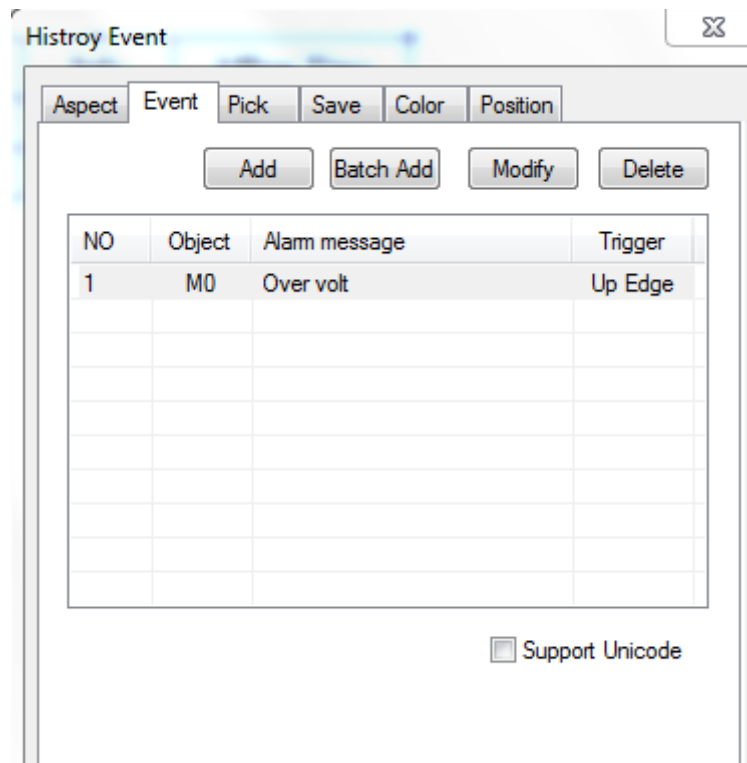 Histroy Event
Aspect Event Pick Save Color Position
Add Batch Add Modify Delete
NO Object Alarm message Trigger
1 M0 Over volt Up Edge
Support Unicode